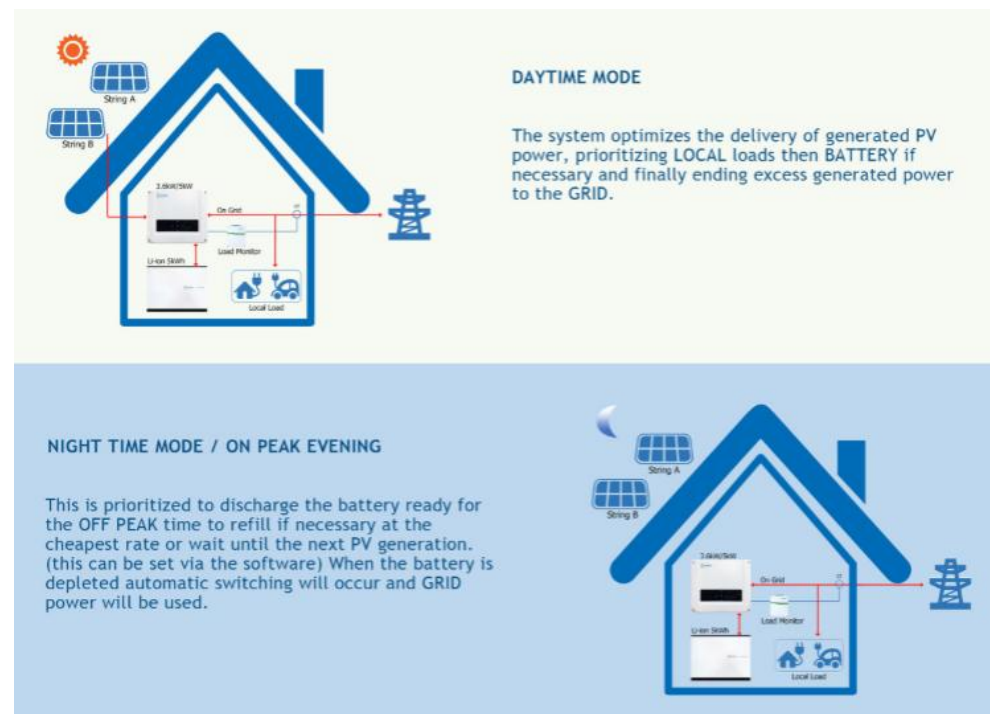 String A
String B
3.6kW/5kW
On Grid
Load Monitor
Li-ion 5kWh
Local Load
DAYTIME MODE
The system optimizes the delivery of generated PV
power, prioritizing LOCAL loads then BATTERY if
necessary and finally ending excess generated power
to the GRID.
NIGHT TIME MODE / ON PEAK EVENING
This is prioritized to discharge the battery ready for
the OFF PEAK time to refill if necessary at the
cheapest rate or wait until the next PV generation.
(this can be set via the software) When the battery is
depleted automatic switching will occur and GRID
power will be used.
String A
String B
3.6kW/5kW
On Grid
Load Monitor
Li-ion 5kWh
Local Load